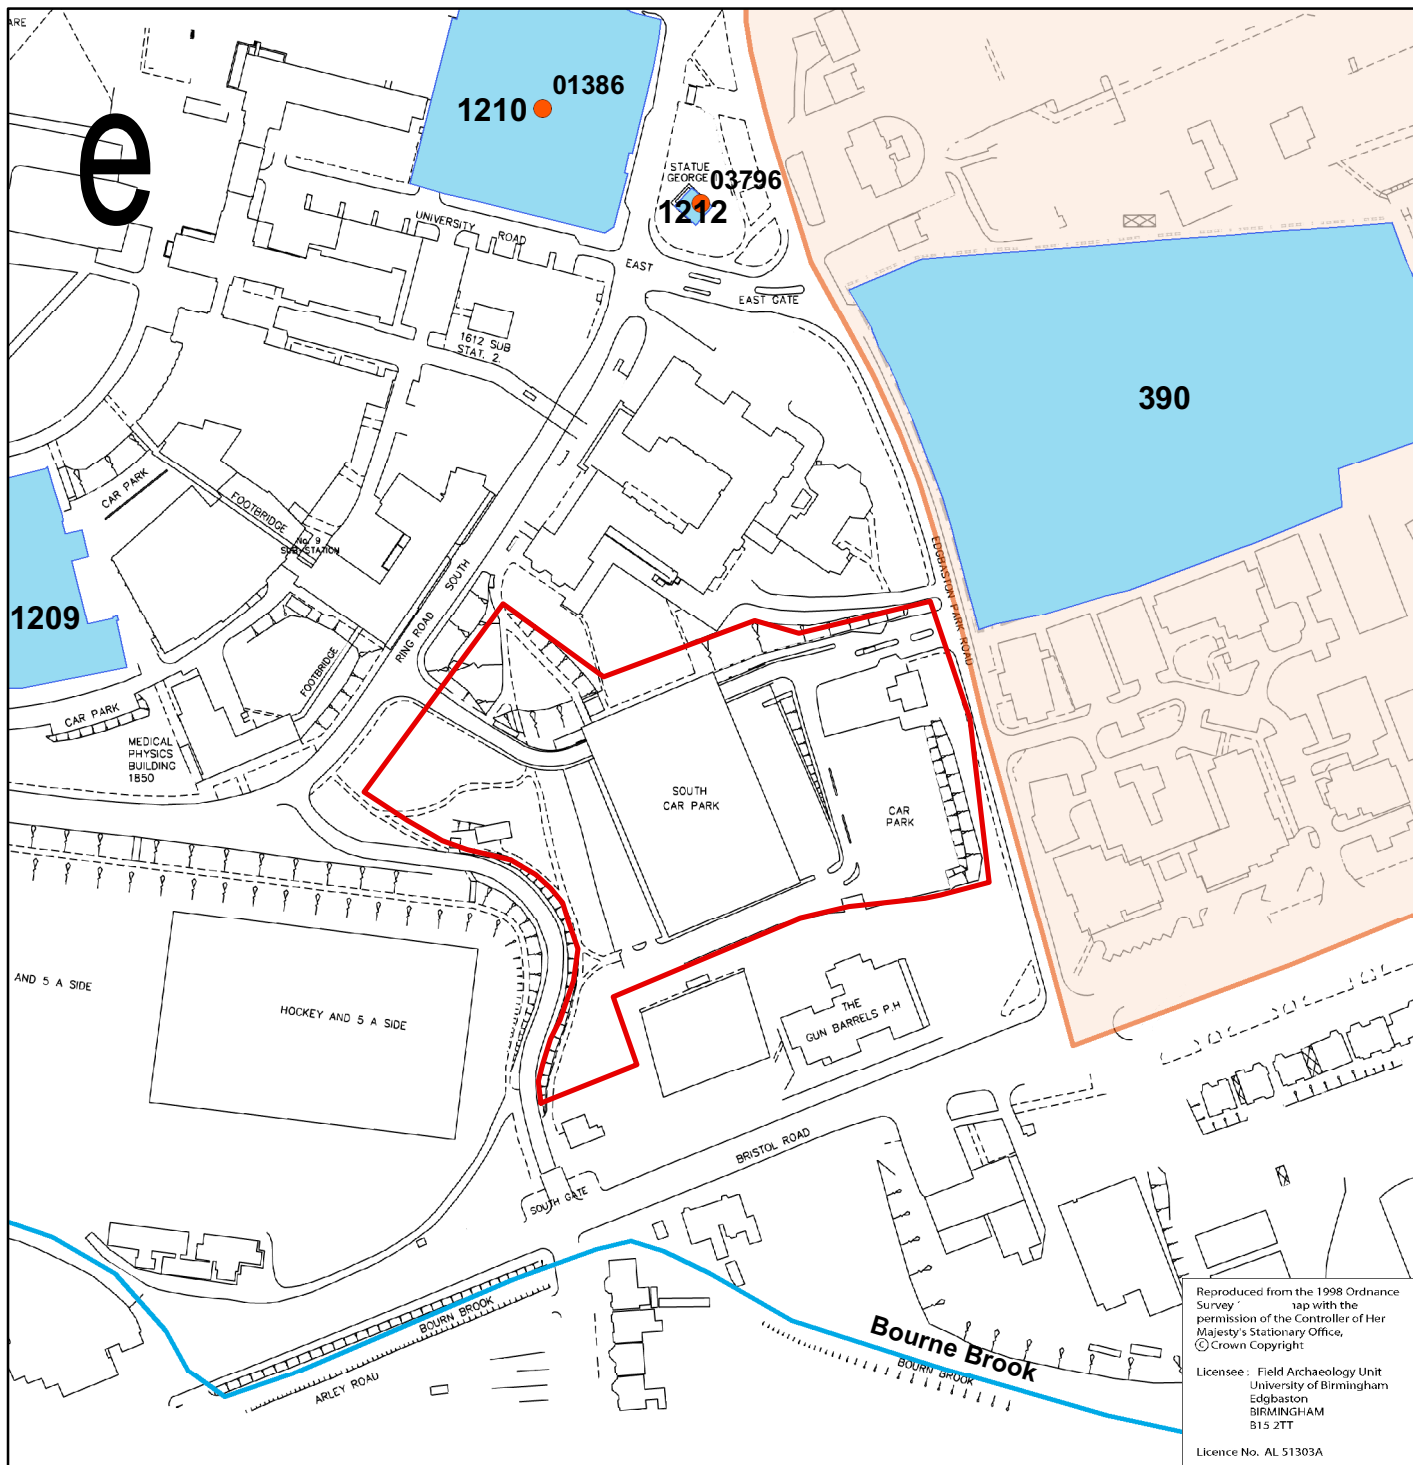 ARE
e
01386
1210
STATUE
GEORGE
03796
1212
UNIVERSITY ROAD
EAST
EAST GATE
1612 SUB
STAT. 2.
390
CAR PARK
FOOTBRIDGE
No. 9
SUB STATION
SOUTH
RING ROAD
EDGBASTON PARK ROAD
1209
FOOTBRIDGE
CAR PARK
MEDICAL
PHYSICS
BUILDING
1850
SOUTH
CAR PARK
CAR
PARK
AND 5 A SIDE
HOCKEY AND 5 A SIDE
THE
GUN BARRELS P.H
BRISTOL ROAD
SOUTH GATE
BOURN BROOK
ARLEY ROAD
Bourne Brook
BOURN BROOK
Reproduced from the 1998 Ordnance
Survey ap with the
permission of the Controller of Her
Majesty's Stationary Office,
© Crown Copyright
Licensee : Field Archaeology Unit
University of Birmingham
Edgbaston
BIRMINGHAM
B15 2TT
Licence No. AL 51303A